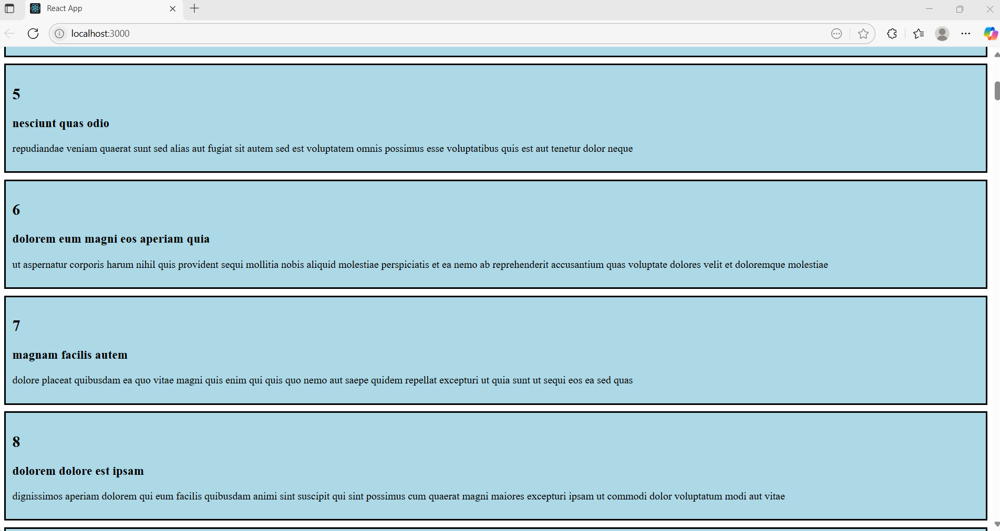 React App
localhost:3000
5
nesciunt quas odio
repudiandae veniam quaerat sunt sed alias aut fugiat sit autem sed est voluptatem omnis possimus esse voluptatibus quis est aut tenetur dolor neque
6
dolorem eum magni eos aperiam quia
ut aspernatur corporis harum nihil quis provident sequi mollitia nobis aliquid molestiae perspiciatis et ea nemo ab reprehenderit accusantium quas voluptate dolores velit et doloremque molestiae
7
magnam facilis autem
dolore placeat quibusdam ea quo vitae magni quis enim qui quis quo nemo aut saepe quidem repellat excepturi ut quia sunt ut sequi eos ea sed quas
8
dolorem dolore est ipsam
dignissimos aperiam dolorem qui eum facilis quibusdam animi sint suscipit qui sint possimus cum quaerat magni maiores excepturi ipsam ut commodi dolor voluptatum modi aut vitae